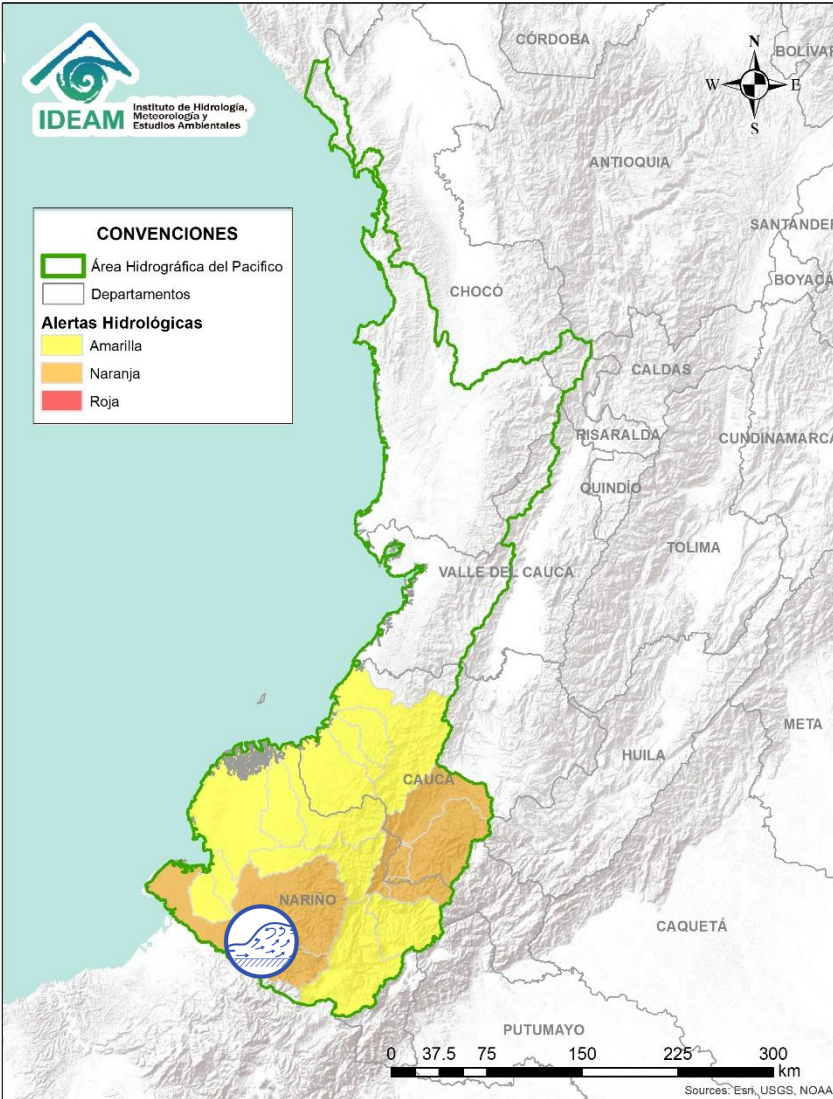 IDEAM
Instituto de Hidrología,
Meteorología y
Estudios Ambientales
CÓRDOBA
BOLÍVAR
N
W
E
S
ANTIOQUIA
SANTANDER
BOYACÁ
CONVENCIONES
Área Hidrográfica del Pacifico
Departamentos
Alertas Hidrológicas
Amarilla
Naranja
Roja
CHOCÓ
CALDAS
RISARALDA
CUNDINAMARCA
QUINDÍO
TOLIMA
VALLE DEL CAUCA
META
HUILA
CAUCA
NARIÑO
CAQUETÁ
PUTUMAYO
0 37.5 75 150 225 300
km
Sources: Esri, USGS, NOAA